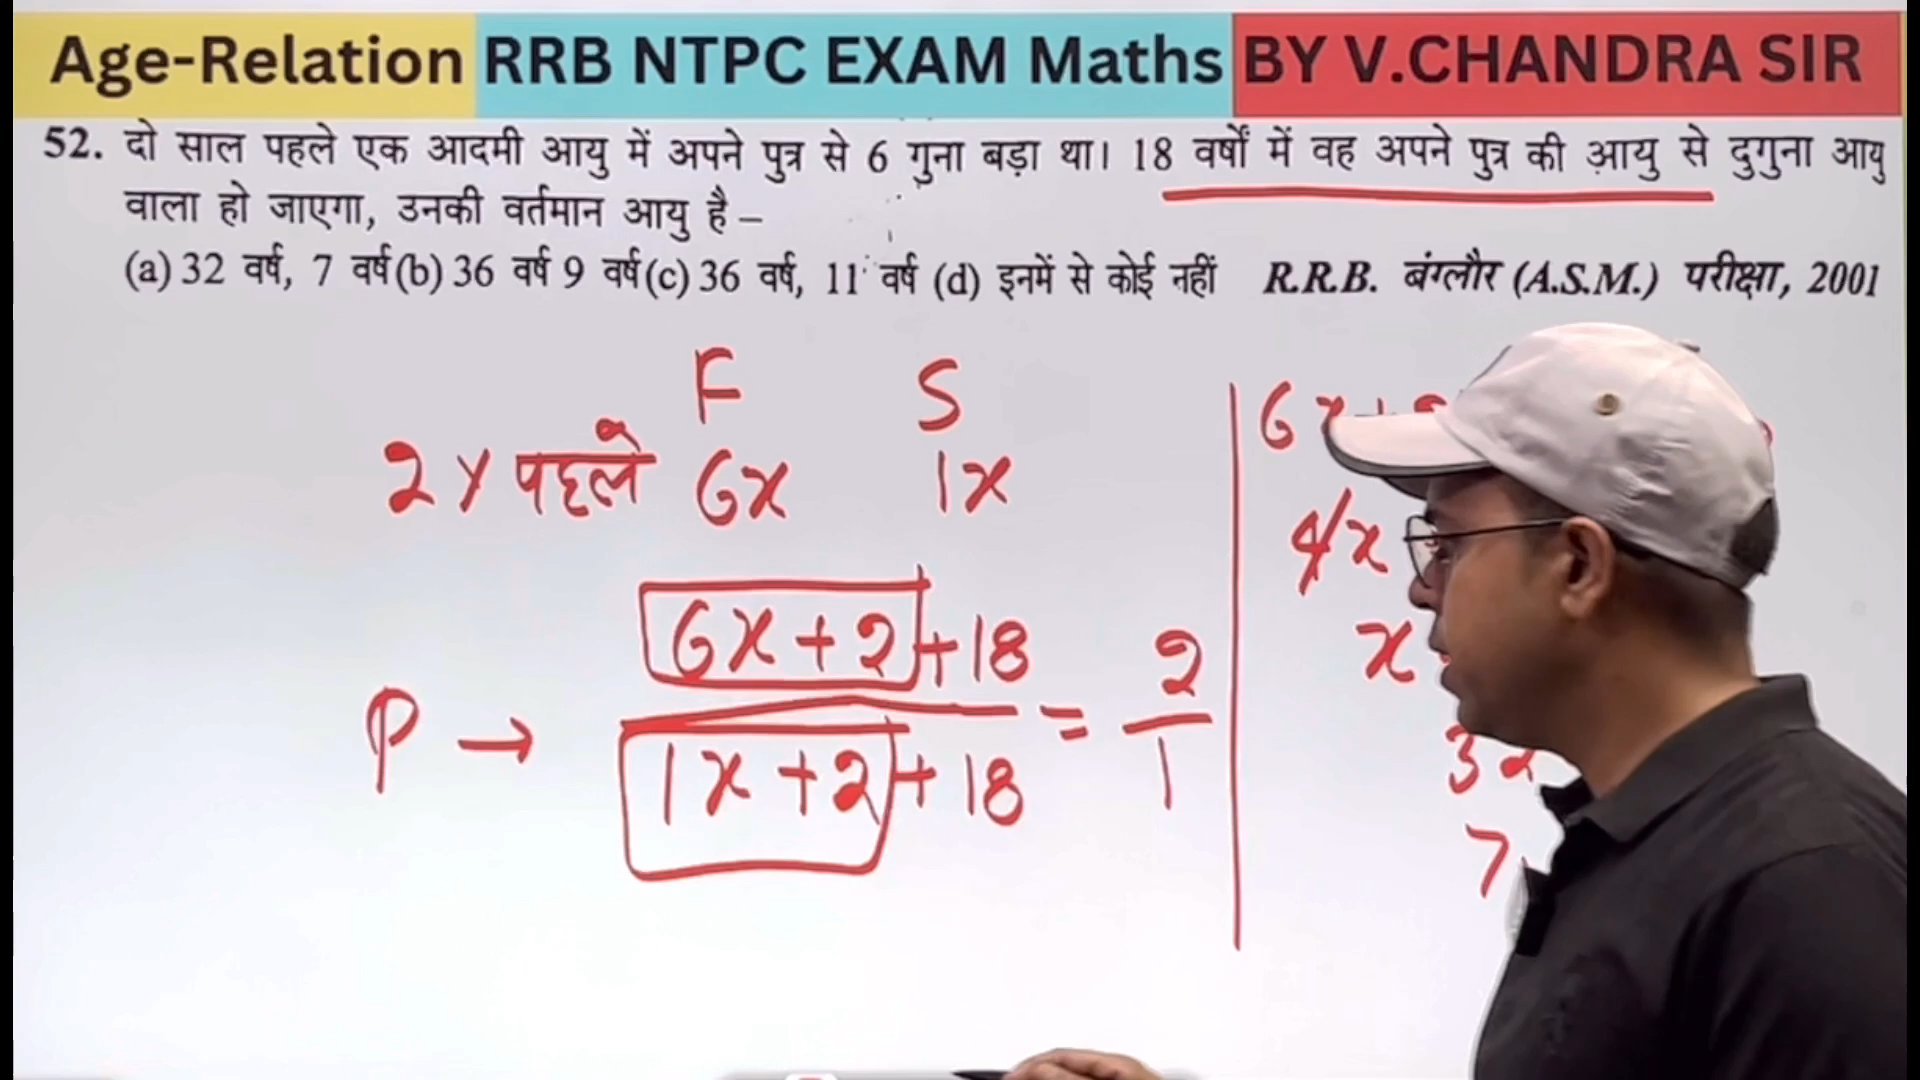 Age-Relation RRB NTPC EXAM Maths BY V.CHANDRA SIR
52. दो साल पहले एक आदमी आयु में अपने पुत्र से 6 गुना बड़ा था। 18 वर्षों में वह अपने पुत्र की आयु से दुगुना आयु
वाला हो जाएगा, उनकी वर्तमान आयु है –
(a) 32 वर्ष, 7 वर्ष (b) 36 वर्ष 9 वर्ष (c) 36 वर्ष, 11 वर्ष (d) इनमें से कोई नहीं R.R.B. बंग्लौर (A.S.M.) परीक्षा, 2001
F S
2y पहले 6x 1x
6x+2+18
P → = 2/1
1x+2+18
6x+
4x
x
32
7